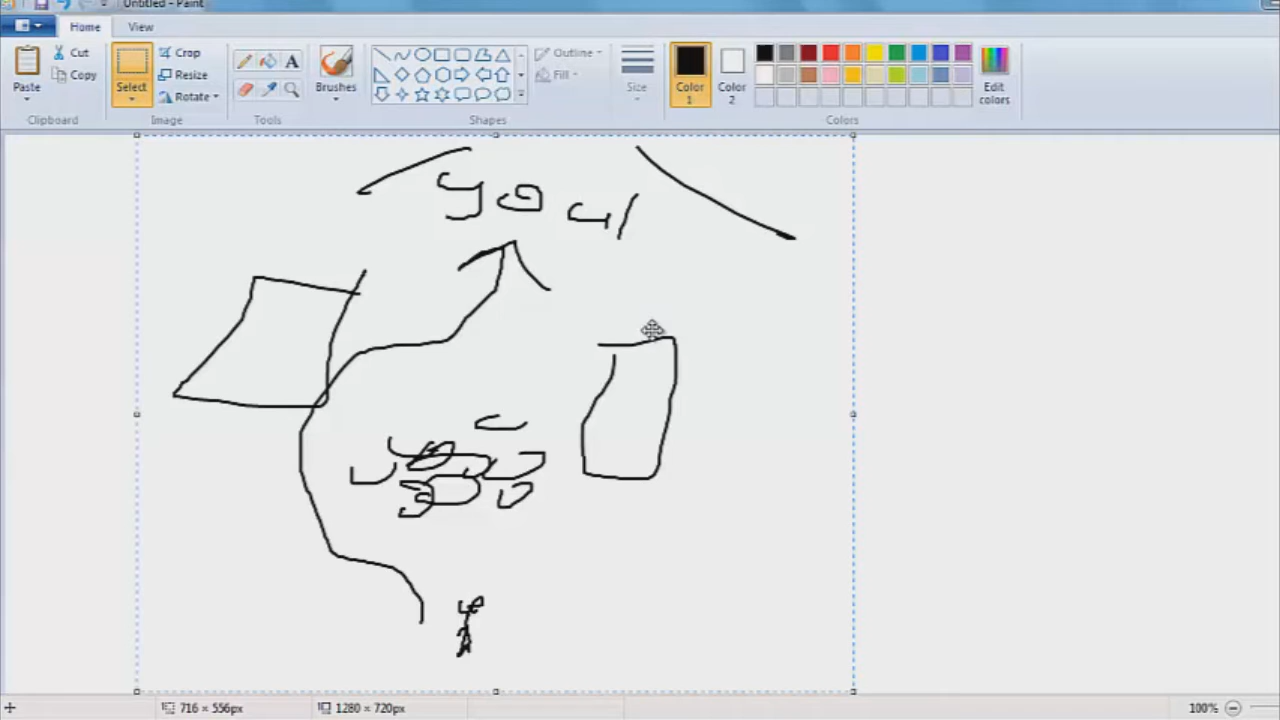 Untitled - Paint
Home View
Paste Cut Copy Select Crop Resize Rotate A Brushes Outline Fill Size Color 1 Color 2 Edit colors
Clipboard Image Tools Shapes Colors
716 × 556px 1280 × 720px 100%